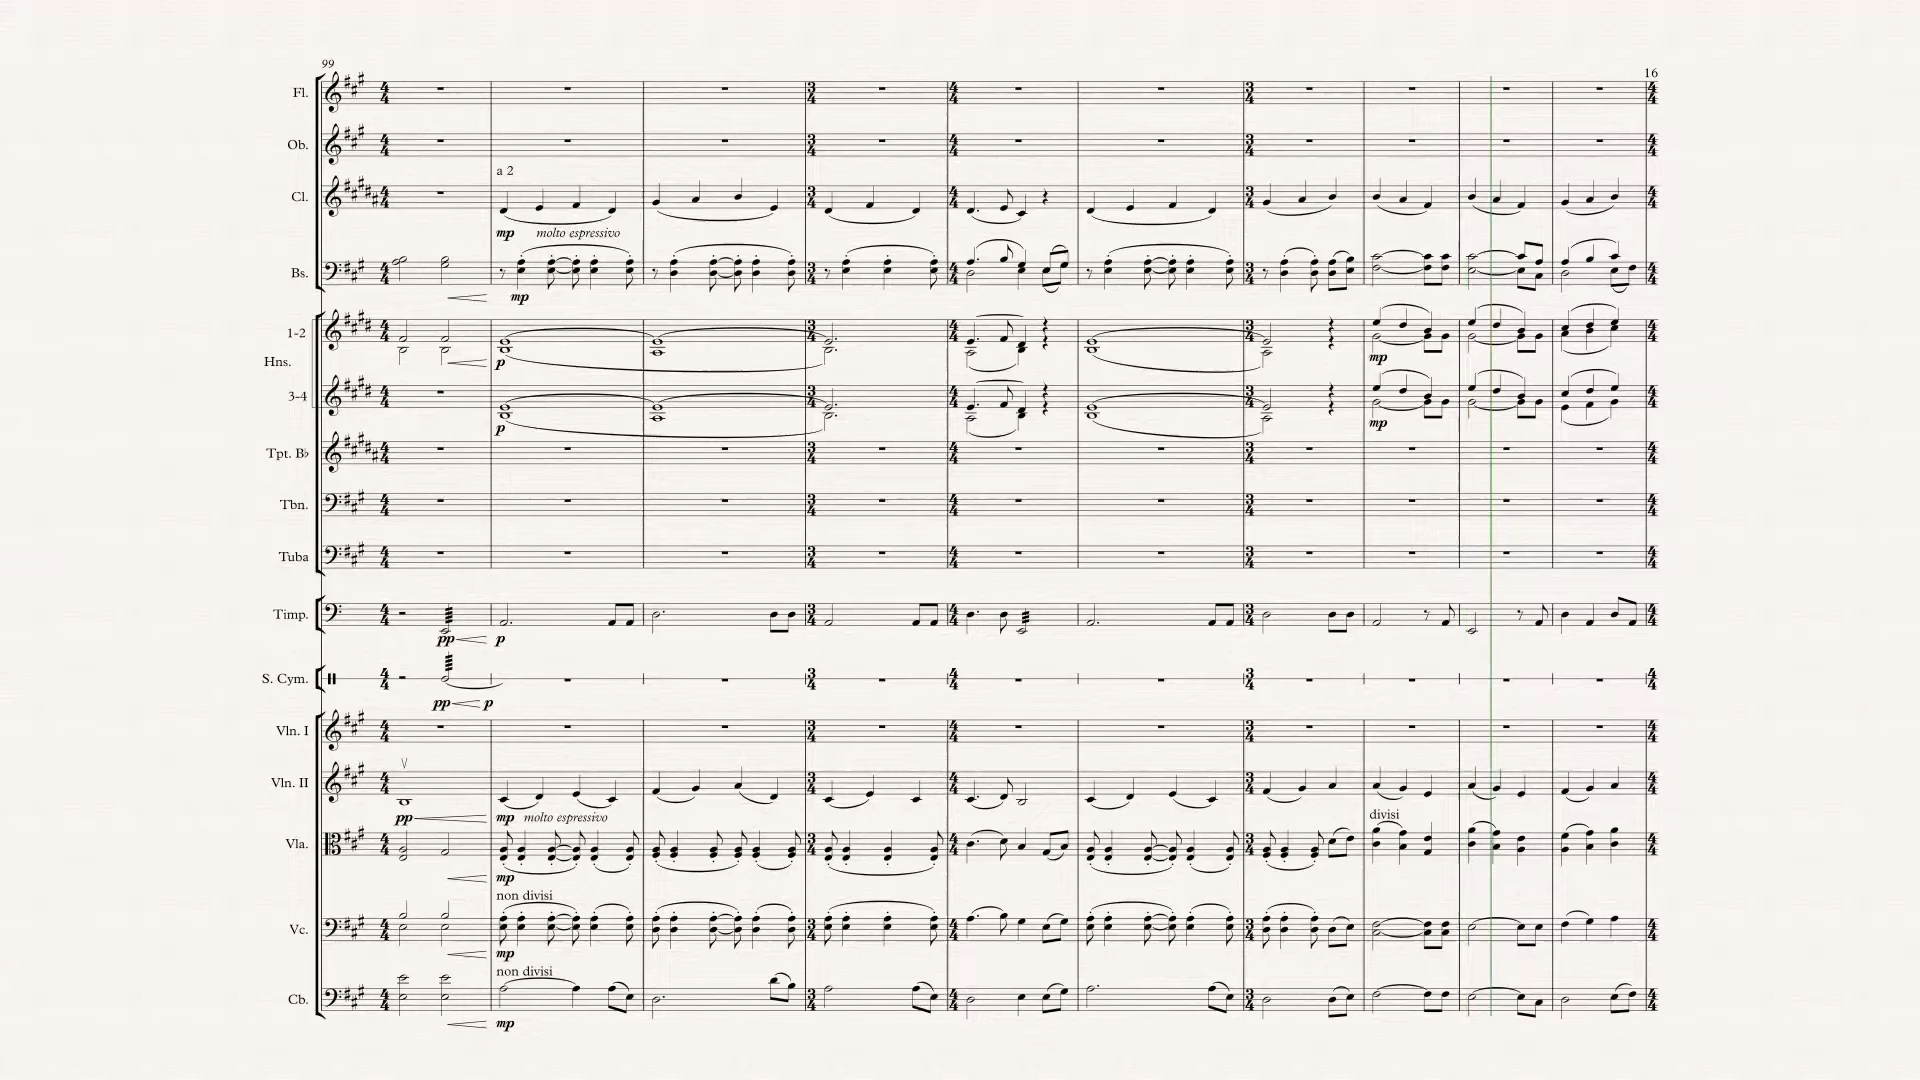 99
16
Fl.
Ob.
a 2
Cl.
mp molto espressivo
Bs.
mp
1-2
p
mp
Hns.
3-4
p
mp
Tpt. B♭
Tbn.
Tuba
Timp.
pp p
S. Cym.
pp p
Vln. I
Vln. II
pp mp molto espressivo
divisi
Vla.
mp
non divisi
Vc.
mp
non divisi
Cb.
mp